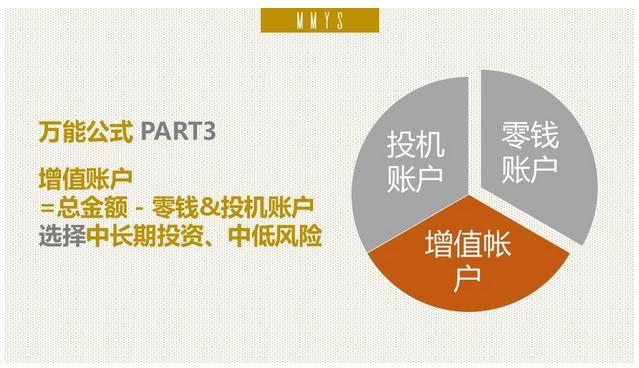 MMYS
万能公式 PART3
增值账户
=总金额 - 零钱&投机账户
选择中长期投资、中低风险
投机
账户
零钱
账户
增值帐
户